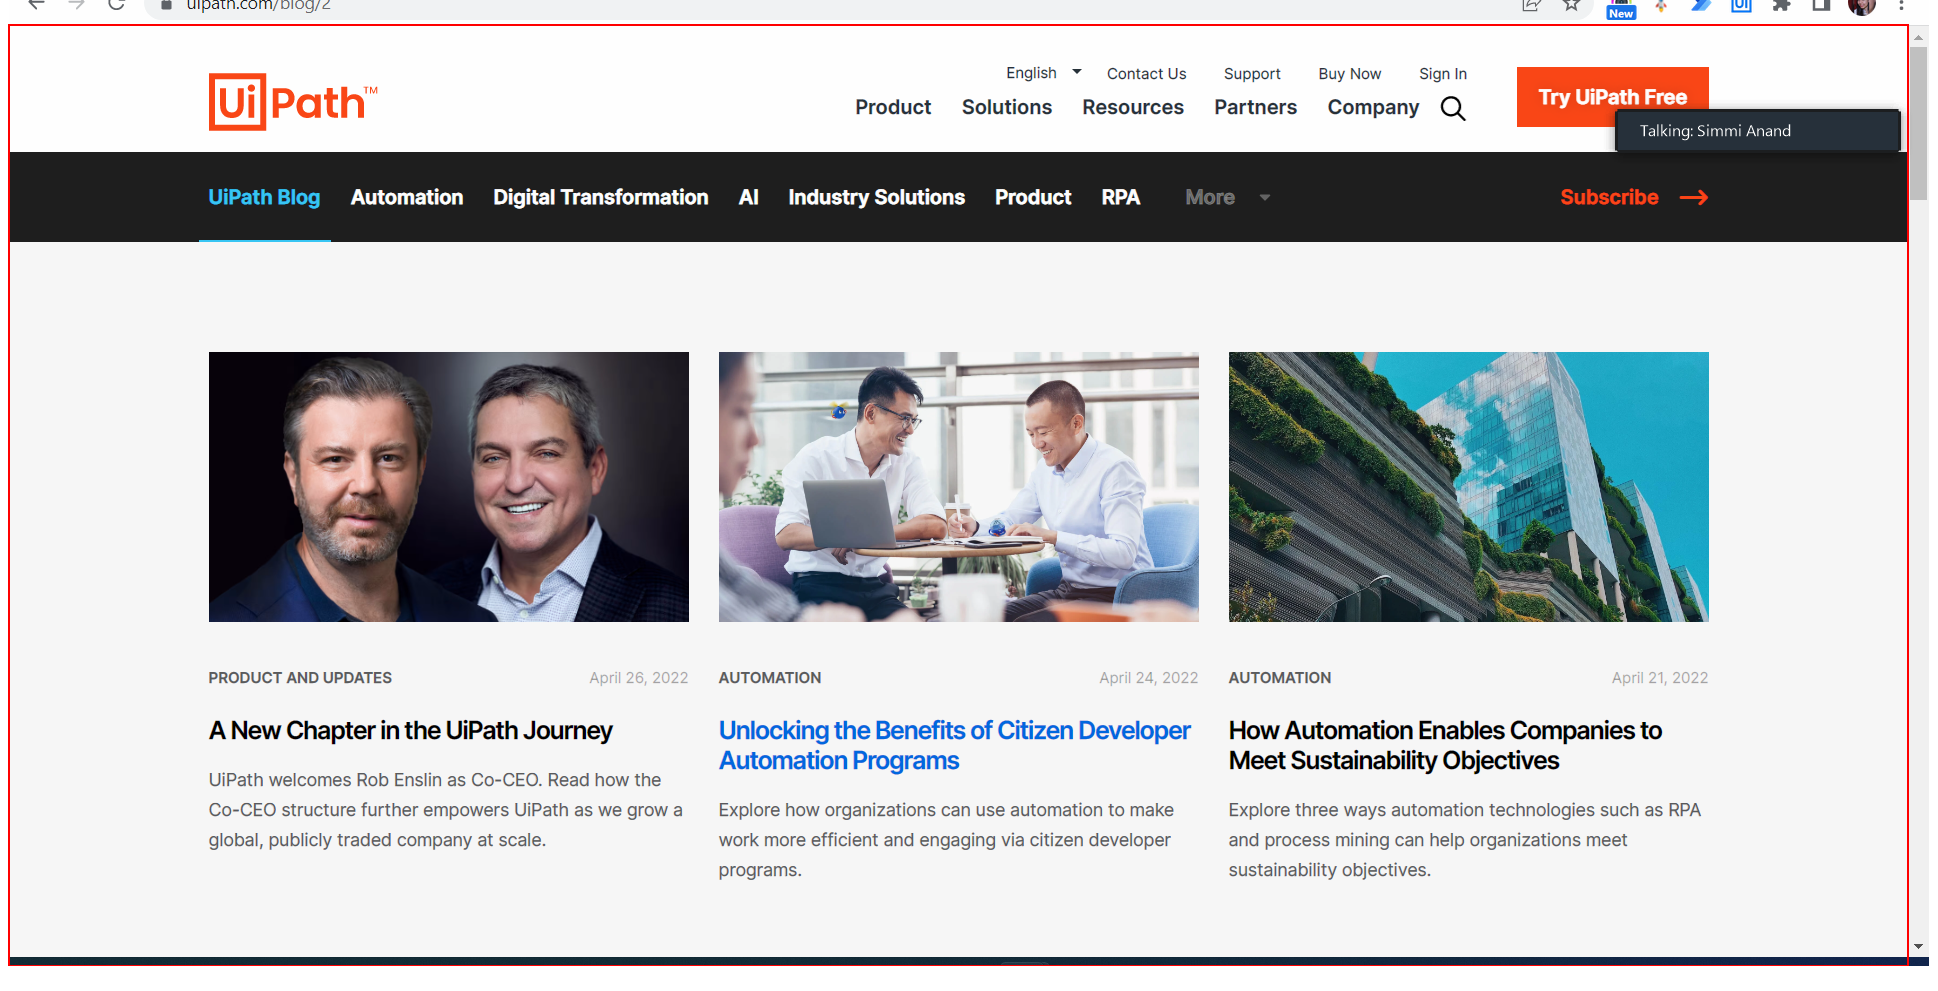 uipath.com/blog/2
New
UiPath™
English
Contact Us
Support
Buy Now
Sign In
Product
Solutions
Resources
Partners
Company
Try UiPath Free
Talking: Simmi Anand
UiPath Blog
Automation
Digital Transformation
AI
Industry Solutions
Product
RPA
More
Subscribe
PRODUCT AND UPDATES
April 26, 2022
A New Chapter in the UiPath Journey
UiPath welcomes Rob Enslin as Co-CEO. Read how the
Co-CEO structure further empowers UiPath as we grow a
global, publicly traded company at scale.
AUTOMATION
April 24, 2022
Unlocking the Benefits of Citizen Developer
Automation Programs
Explore how organizations can use automation to make
work more efficient and engaging via citizen developer
programs.
AUTOMATION
April 21, 2022
How Automation Enables Companies to
Meet Sustainability Objectives
Explore three ways automation technologies such as RPA
and process mining can help organizations meet
sustainability objectives.